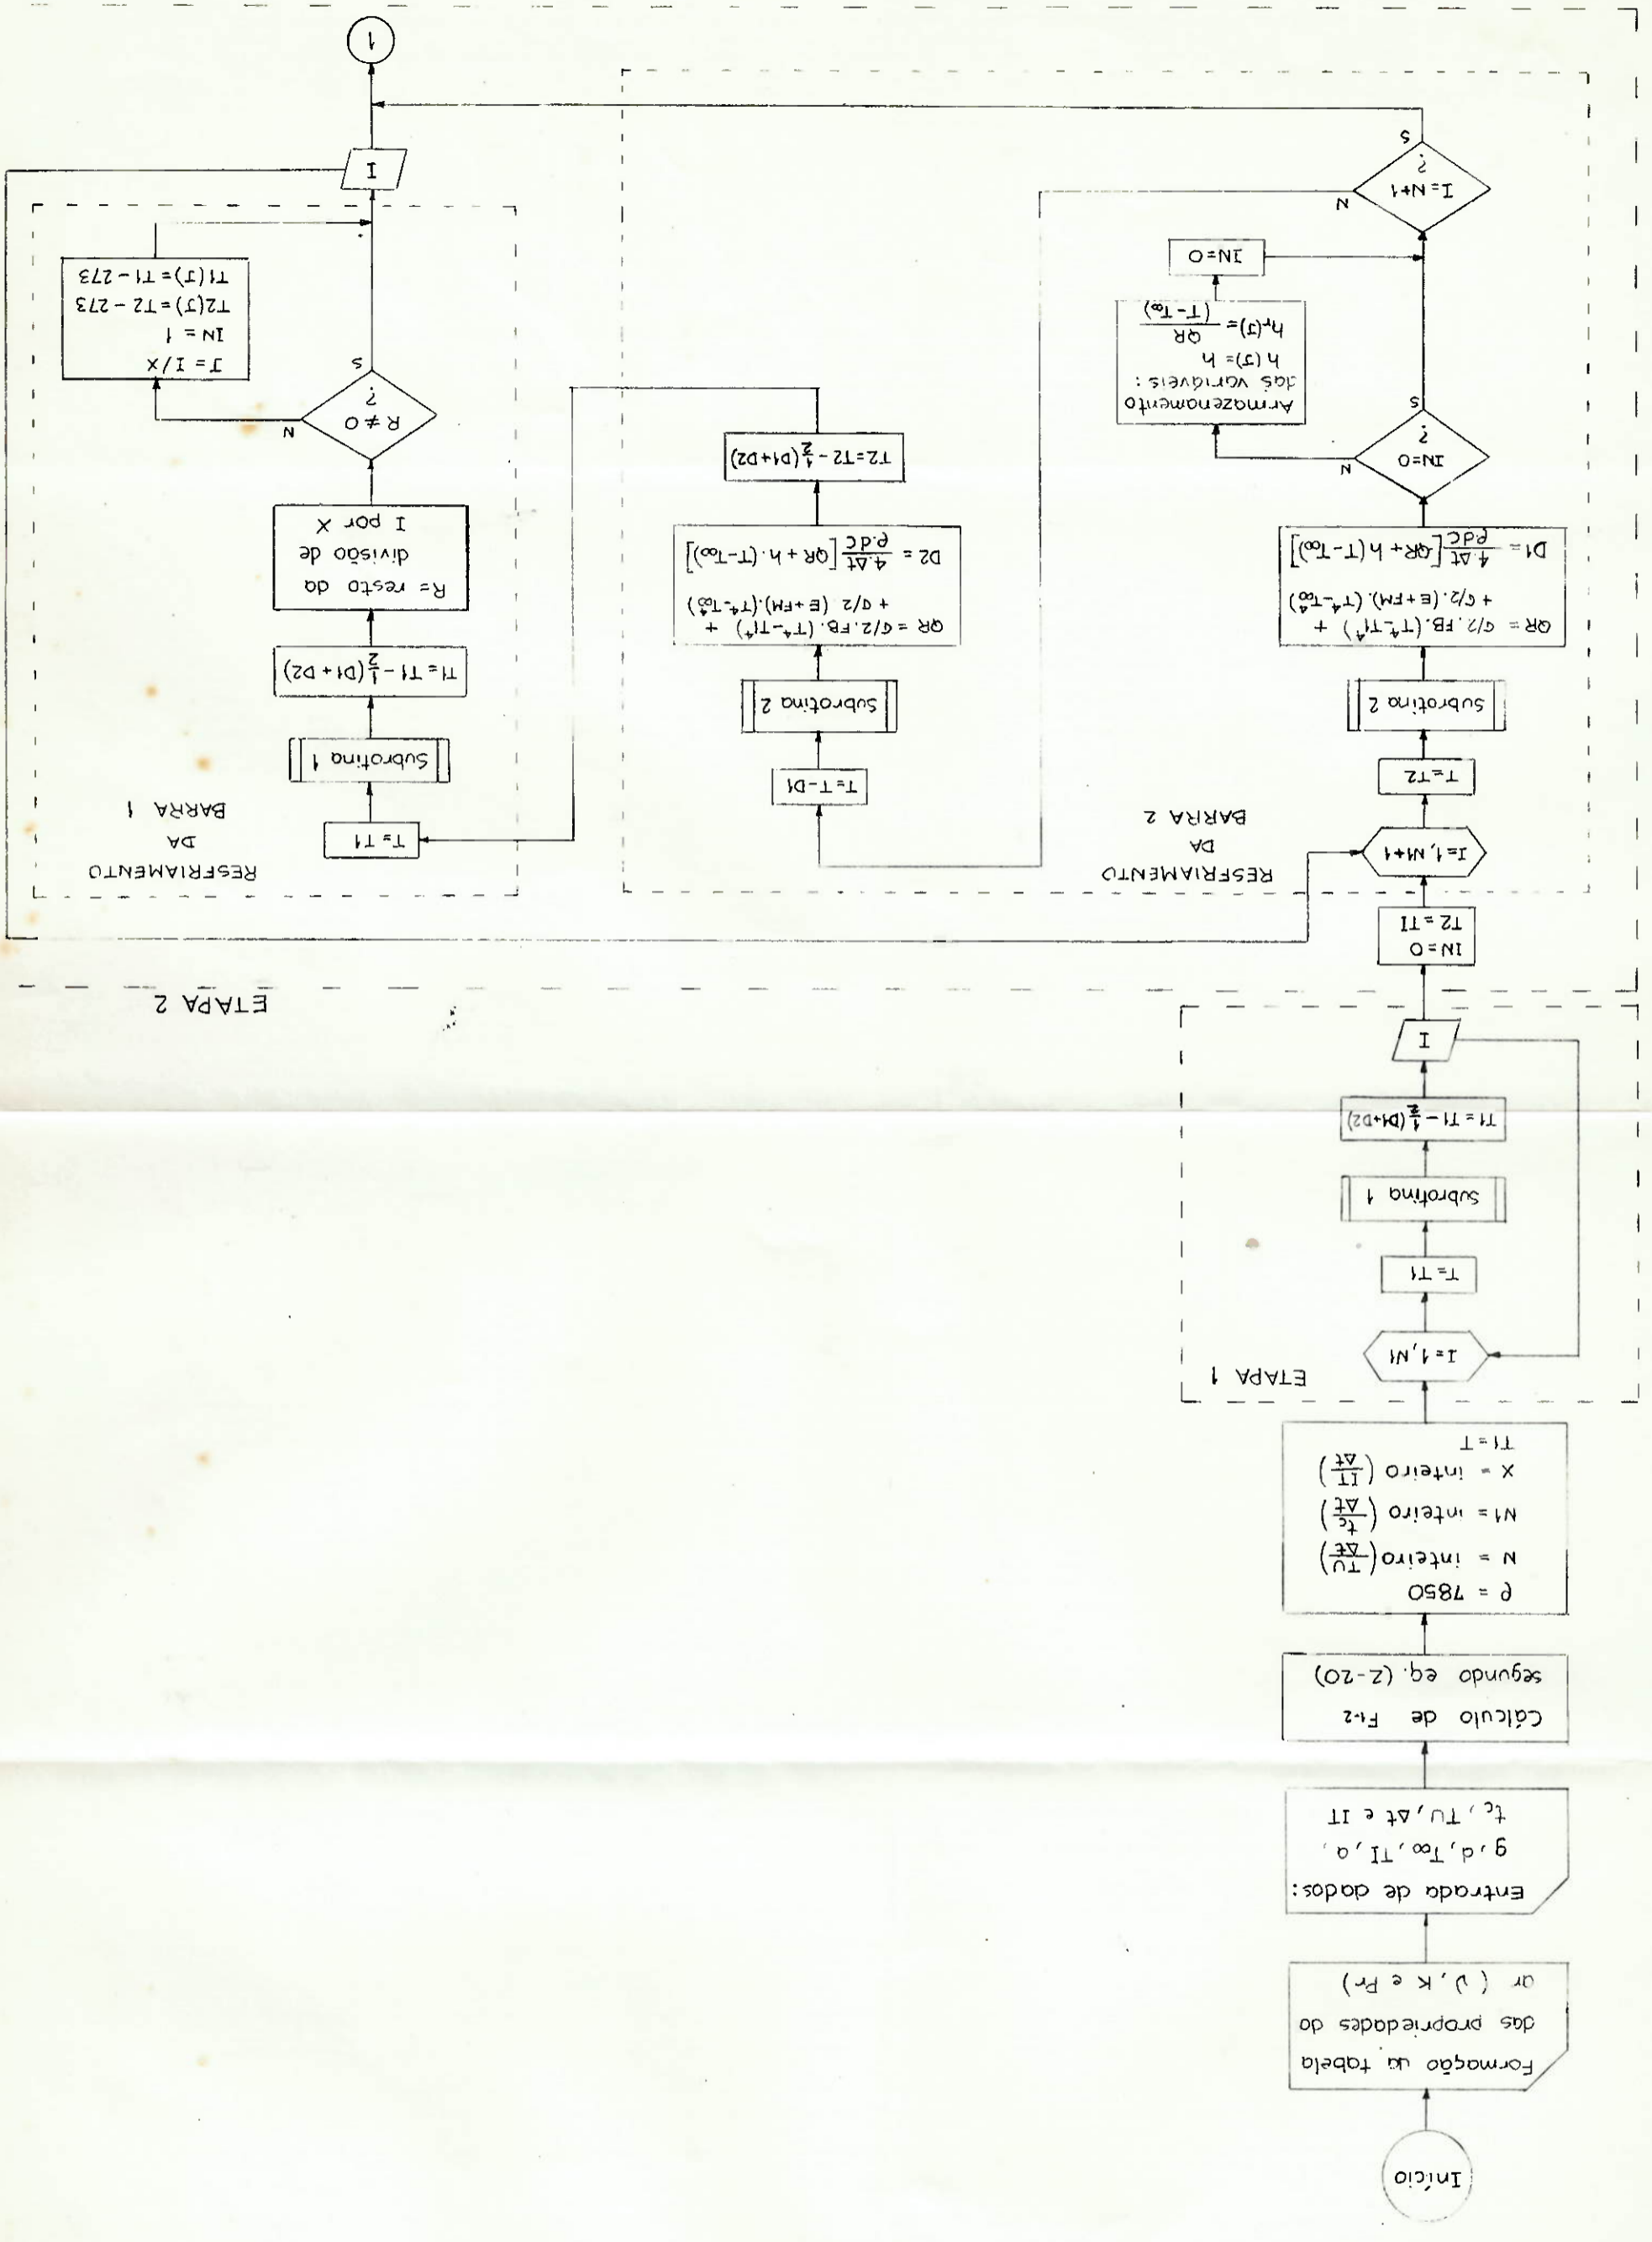 Início
Formação da tabela
das propriedades do
ar (ν, K e Pr)
Entrada de dados:
g, d, T∞, TI, a,
tc, TU, Δt e IT
Cálculo de F1-2
segundo eq. (2-20)
ρ = 7850
N = inteiro (TU/Δt)
N1 = inteiro (tc/Δt)
X = inteiro (IT/Δt)
T1 = T
ETAPA 1
I = 1, N1
T = T1
Subrotina 1
T1 = T1 - 1/2 (D1+D2)
I
ETAPA 2
IN = 0
T2 = TI
RESFRIAMENTO
DA
BARRA 2
I = 1, N1+1
T = T2
Subrotina 2
QR = σ/2. FB. (T⁴-T1⁴) +
+ σ/2. (E+FM). (T⁴-T∞⁴)
D1 = 4.Δt/ρdc [QR + h (T-T∞)]
IN=0
?
N
S
Armazenamento
das variáveis:
h (J) = h
hr(J) = QR/(T-T∞)
IN=0
I = N+1
?
N
S
T = T-D1
Subrotina 2
QR = σ/2. FB. (T⁴-T1⁴) +
+ σ/2 (E+FM).(T⁴-T∞⁴)
D2 = 4.Δt/ρ.dc [QR + h. (T-T∞)]
T2 = T2 - 1/2 (D1+D2)
RESFRIAMENTO
DA
BARRA 1
T = T1
Subrotina 1
T1 = T1 - 1/2 (D1 + D2)
R = resto da
divisão de
I por X
R ≠ 0
?
N
S
J = I/X
IN = 1
T2(J) = T2 - 273
T1(J) = T1 - 273
I
1